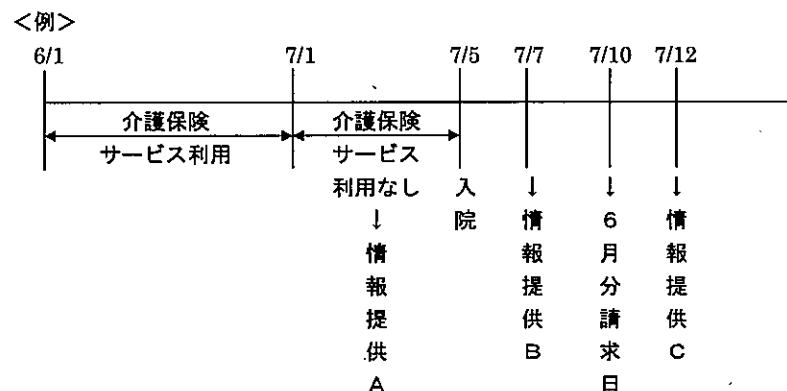 ＜例＞
6/1 7/1 7/5 7/7 7/10 7/12
介護保険
サービス利用
介護保険
サービス
利用なし
↓
情報提供A
入院
↓
情報提供B
↓
6月分請求日
↓
情報提供C